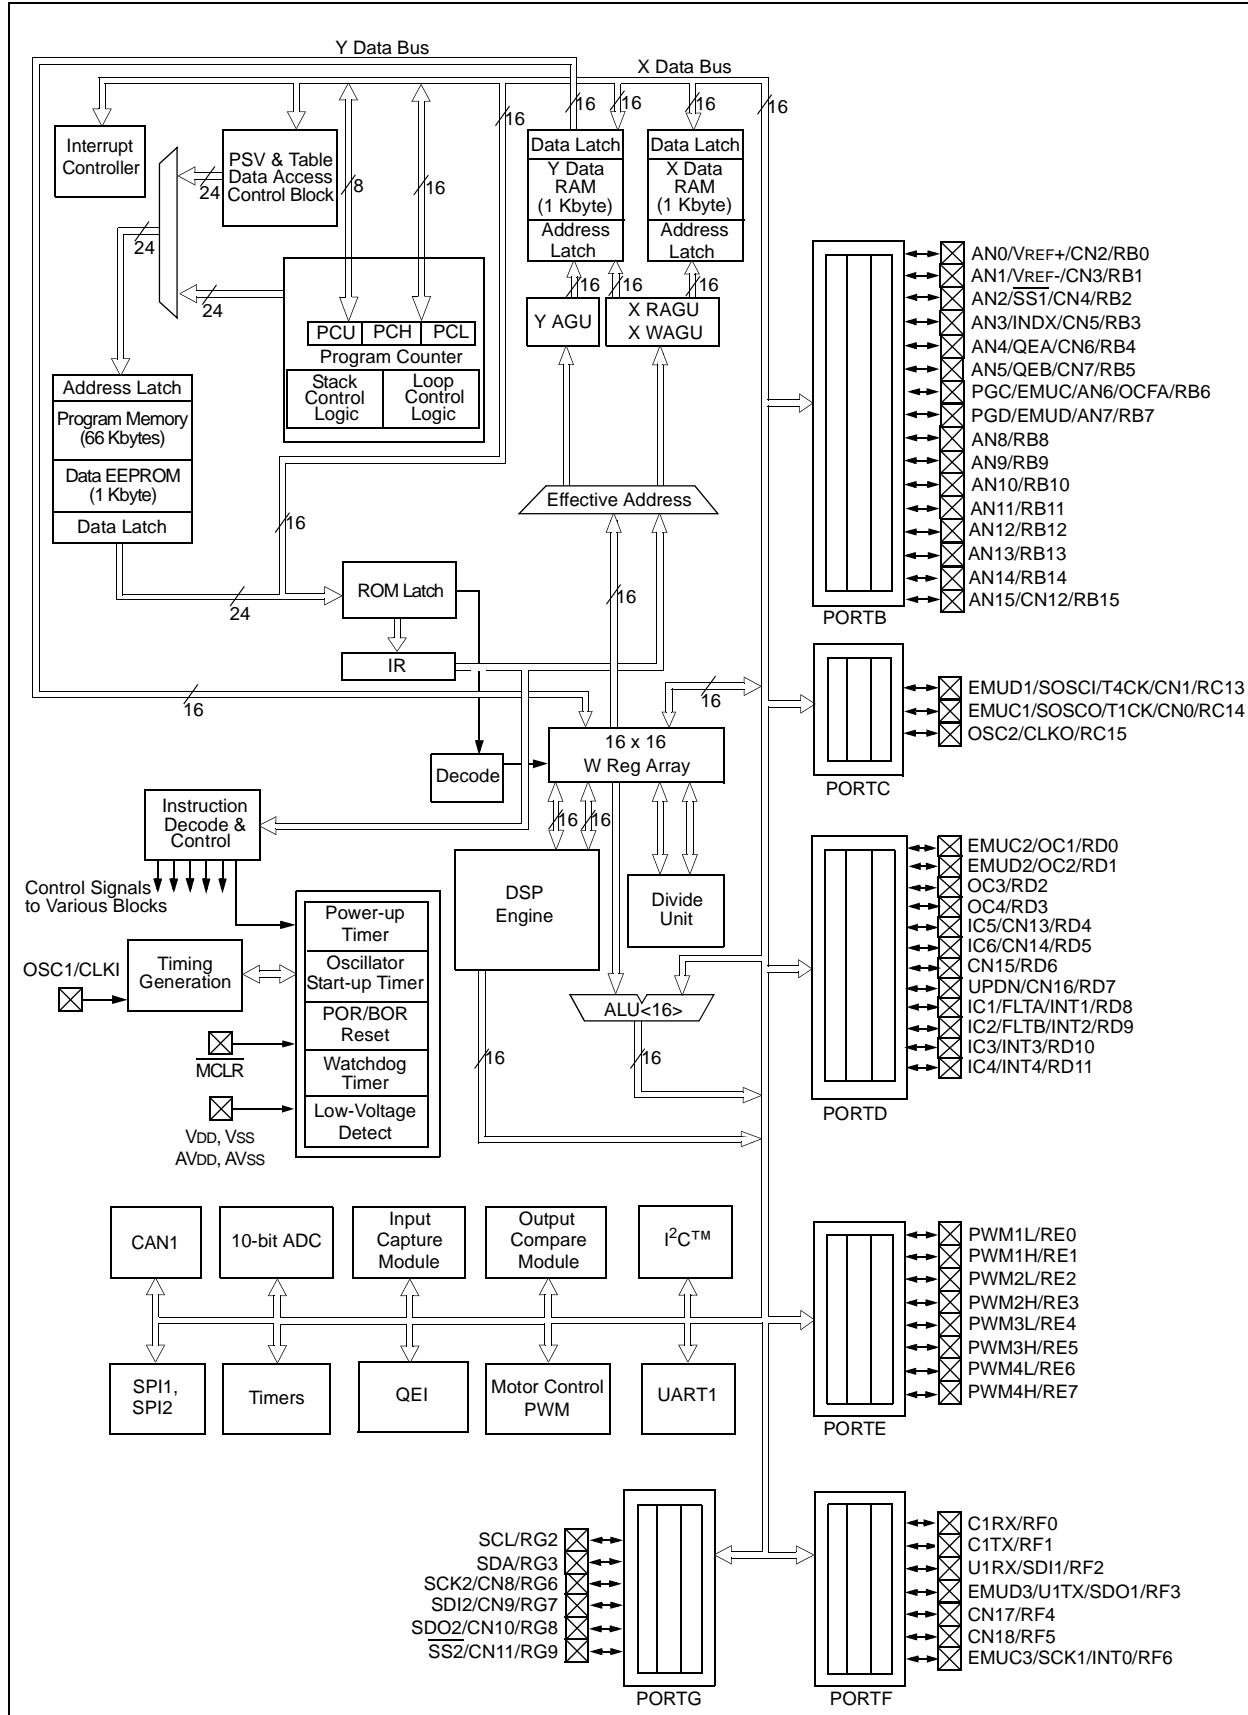 Y Data Bus
X Data Bus
16
16
16
16
16
Interrupt
Controller
PSV & Table
Data Access
Control Block
24
8
16
24
24
Data Latch
Y Data
RAM
(1 Kbyte)
Address
Latch
Data Latch
X Data
RAM
(1 Kbyte)
Address
Latch
16
16
16
Y AGU
X RAGU
X WAGU
PCU
PCH
PCL
Program Counter
Stack
Control
Logic
Loop
Control
Logic
Address Latch
Program Memory
(66 Kbytes)
Data EEPROM
(1 Kbyte)
Data Latch
Effective Address
16
24
16
ROM Latch
IR
16
16
16 x 16
W Reg Array
Decode
Instruction
Decode &
Control
16
16
Control Signals
to Various Blocks
DSP
Engine
Divide
Unit
Power-up
Timer
Oscillator
Start-up Timer
POR/BOR
Reset
Watchdog
Timer
Low-Voltage
Detect
OSC1/CLKI
Timing
Generation
MCLR
VDD, VSS
AVDD, AVSS
ALU<16>
16
16
CAN1
10-bit ADC
Input
Capture
Module
Output
Compare
Module
I2C™
SPI1,
SPI2
Timers
QEI
Motor Control
PWM
UART1
AN0/VREF+/CN2/RB0
AN1/VREF-/CN3/RB1
AN2/SS1/CN4/RB2
AN3/INDX/CN5/RB3
AN4/QEA/CN6/RB4
AN5/QEB/CN7/RB5
PGC/EMUC/AN6/OCFA/RB6
PGD/EMUD/AN7/RB7
AN8/RB8
AN9/RB9
AN10/RB10
AN11/RB11
AN12/RB12
AN13/RB13
AN14/RB14
AN15/CN12/RB15
PORTB
EMUD1/SOSCI/T4CK/CN1/RC13
EMUC1/SOSCO/T1CK/CN0/RC14
OSC2/CLKO/RC15
PORTC
EMUC2/OC1/RD0
EMUD2/OC2/RD1
OC3/RD2
OC4/RD3
IC5/CN13/RD4
IC6/CN14/RD5
CN15/RD6
UPDN/CN16/RD7
IC1/FLTA/INT1/RD8
IC2/FLTB/INT2/RD9
IC3/INT3/RD10
IC4/INT4/RD11
PORTD
PWM1L/RE0
PWM1H/RE1
PWM2L/RE2
PWM2H/RE3
PWM3L/RE4
PWM3H/RE5
PWM4L/RE6
PWM4H/RE7
PORTE
SCL/RG2
SDA/RG3
SCK2/CN8/RG6
SDI2/CN9/RG7
SDO2/CN10/RG8
SS2/CN11/RG9
PORTG
C1RX/RF0
C1TX/RF1
U1RX/SDI1/RF2
EMUD3/U1TX/SDO1/RF3
CN17/RF4
CN18/RF5
EMUC3/SCK1/INT0/RF6
PORTF